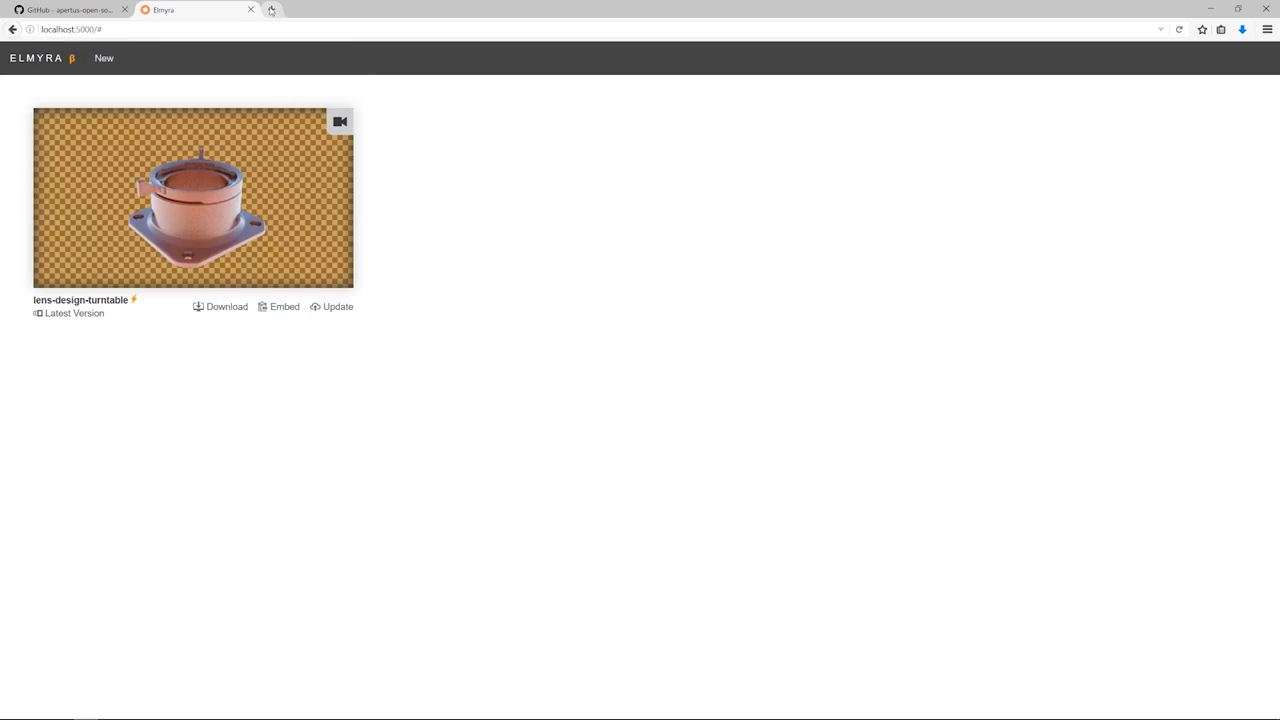 GitHub - apertus-open-so...
Elmyra
localhost:5000/#
ELMYRA β New
lens-design-turntable
Latest Version
Download Embed Update